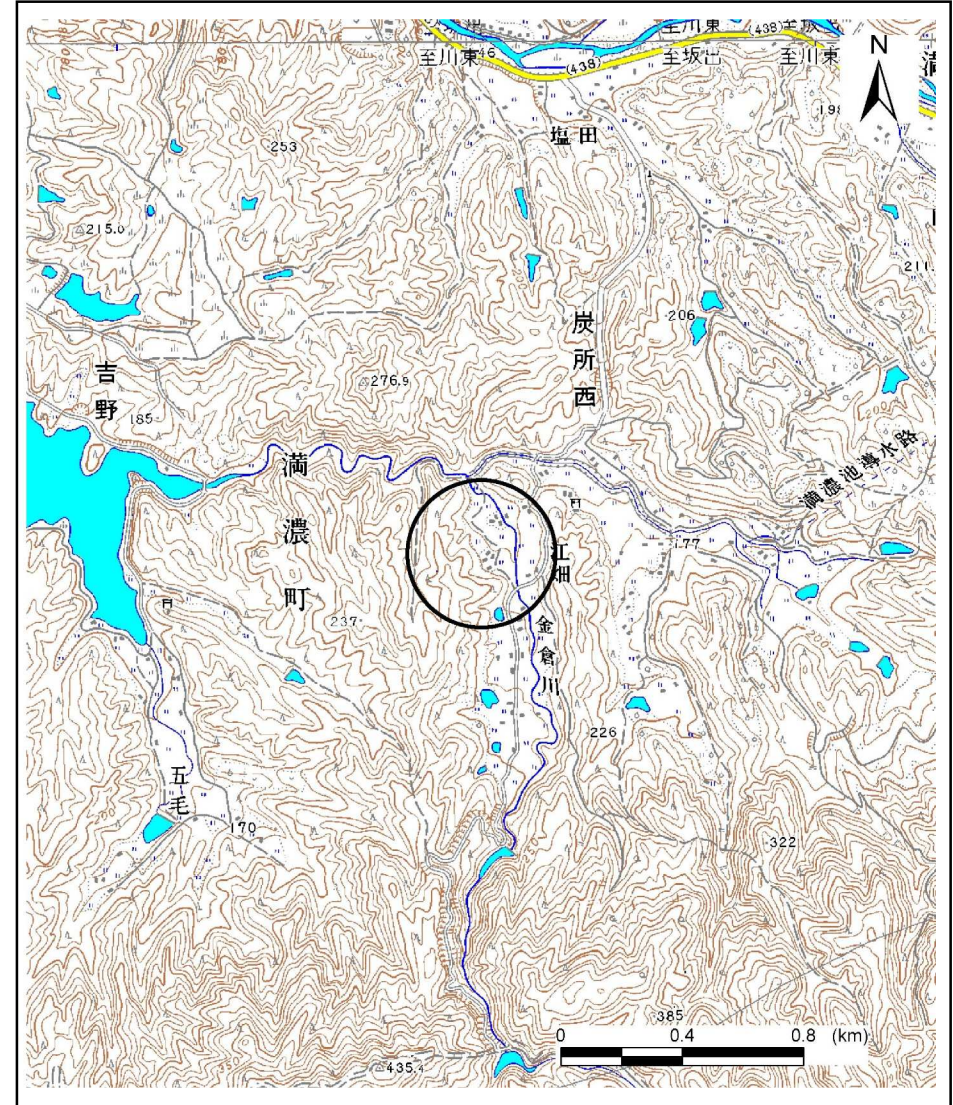 至川東
至坂出
至川東
(438)
(438)
N
塩田
253
215.0
206
炭所西
276.9
吉野
185
満濃町
満濃池導水路
177
江畑
237
金倉川
226
五毛
170
322
385
435.4
0 0.4 0.8 (km)